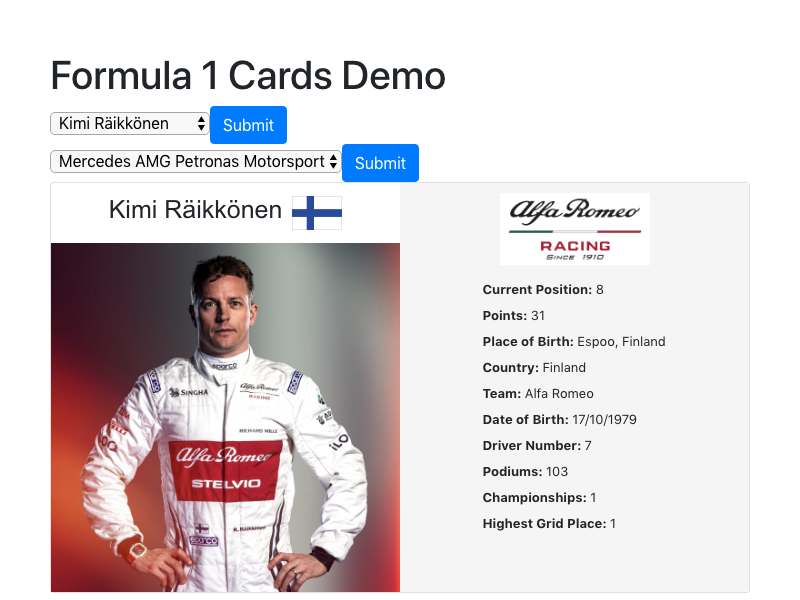 Formula 1 Cards Demo
Kimi Räikkönen
Submit
Mercedes AMG Petronas Motorsport
Submit
Kimi Räikkönen
Alfa Romeo
RACING
SINCE 1910
Current Position: 8
Points: 31
Place of Birth: Espoo, Finland
Country: Finland
Team: Alfa Romeo
Date of Birth: 17/10/1979
Driver Number: 7
Podiums: 103
Championships: 1
Highest Grid Place: 1
sparco
SINGHA
Alfa Romeo
RACING
RICHARD MILLE
iLO
Alfa Romeo
STELVIO
K. Räikkönen
sparco